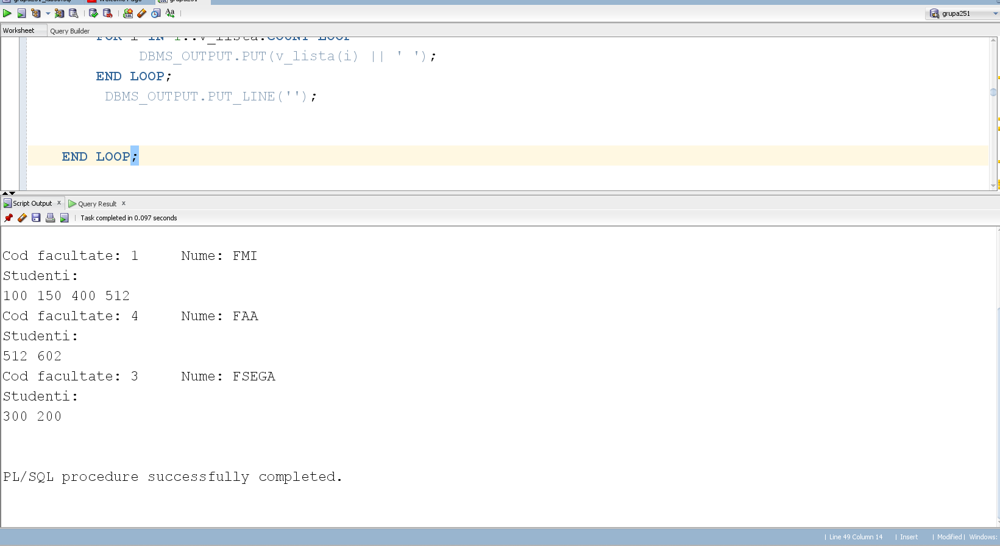 grupa251
Worksheet Query Builder
DBMS_OUTPUT.PUT(v_lista(i) || ' ');
END LOOP;
DBMS_OUTPUT.PUT_LINE('');
END LOOP;
Script Output x Query Result x
Task completed in 0.097 seconds
Cod facultate: 1 Nume: FMI
Studenti:
100 150 400 512
Cod facultate: 4 Nume: FAA
Studenti:
512 602
Cod facultate: 3 Nume: FSEGA
Studenti:
300 200
PL/SQL procedure successfully completed.
| Line 49 Column 14 | Insert | Modified | Windows: